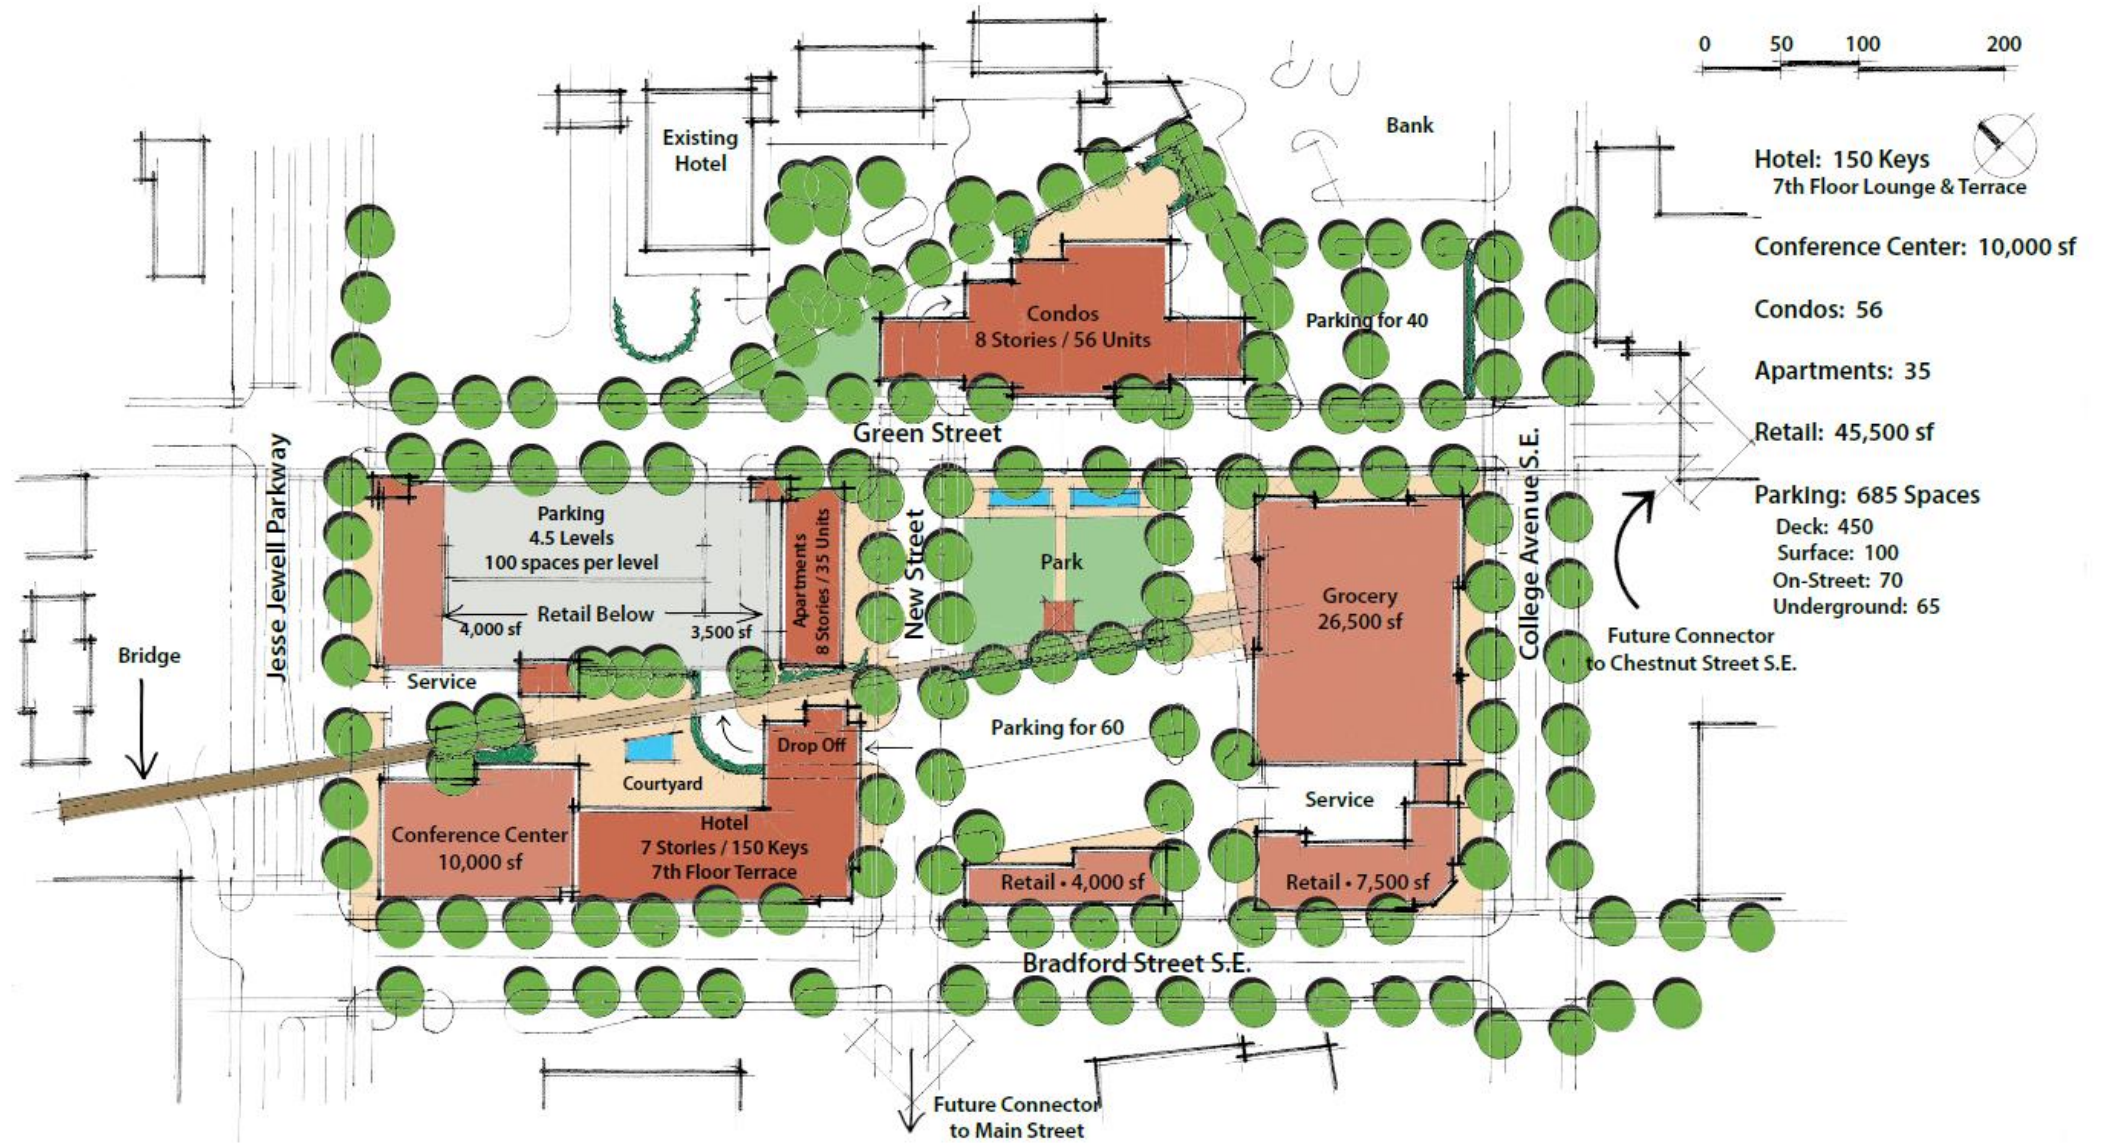 0 50 100 200
Bank
Existing
Hotel
Hotel: 150 Keys
7th Floor Lounge & Terrace
Conference Center: 10,000 sf
Condos: 56
Apartments: 35
Retail: 45,500 sf
Parking: 685 Spaces
Deck: 450
Surface: 100
On-Street: 70
Underground: 65
Condos
8 Stories / 56 Units
Parking for 40
Green Street
Jesse Jewell Parkway
Parking
4.5 Levels
100 spaces per level
Retail Below
4,000 sf
3,500 sf
Apartments
8 Stories / 35 Units
New Street
Park
Grocery
26,500 sf
College Avenue S.E.
Future Connector
to Chestnut Street S.E.
Bridge
Service
Drop Off
Parking for 60
Courtyard
Service
Conference Center
10,000 sf
Hotel
7 Stories / 150 Keys
7th Floor Terrace
Retail • 4,000 sf
Retail • 7,500 sf
Bradford Street S.E.
Future Connector
to Main Street